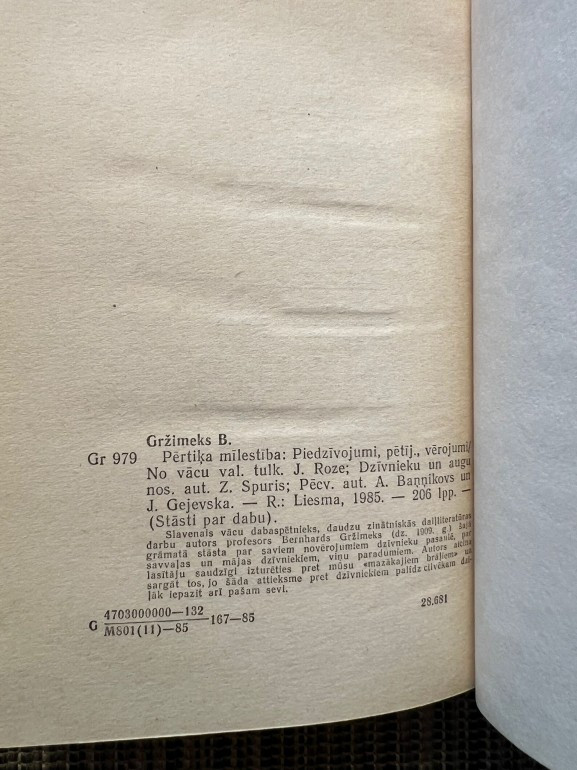 Gržimeks B.
Gr 979 Pērtiķa mīlestība: Piedzīvojumi, pētīj., vērojumi/
No vācu val. tulk. J. Roze; Dzīvnieku un augu
nos. aut. Z. Spuris; Pēcv. aut. A. Baņņikovs un
J. Gejevska. — R.: Liesma, 1985. — 206 lpp. —
(Stāsti par dabu).
Slavenais vācu dabaspētnieks, daudzu zinātniskās daiļliteratūras
darbu autors profesors Bernhards Gržimeks (dz. 1909. g.) šajā
grāmatā stāsta par saviem novērojumiem dzīvnieku pasaulē, par
savvaļas un mājas dzīvniekiem, viņu paradumiem. Autors aicina
lasītāju saudzīgi izturēties pret mūsu «mazākajiem brāļiem» un
sargāt tos, jo šāda attieksme pret dzīvniekiem palīdz cilvēkam dzi-
ļāk iepazīt arī pašam sevi.
G 4703000000—132
M801(11)—85 167—85
28.681